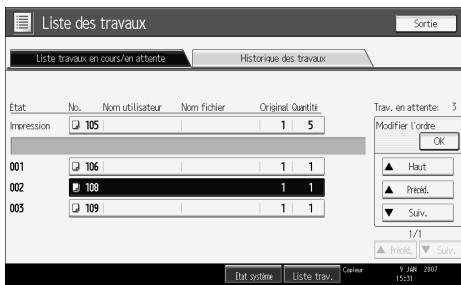 Liste des travaux
Sortie
Liste travaux en cours/en attente
Historique des travaux
État No. Nom utilisateur Nom fichier Original Quantité
Trav. en attente: 3
Impression 105 1 5
Modifier l'ordre
OK
001 106 1 1
▲ Haut
002 108 1 1
▲ Précéd.
003 109 1 1
▼ Suiv.
1/1
▲ Précéd. ▼ Suiv.
Etat système Liste trav. Copieur 9 JAN 2007
15:31